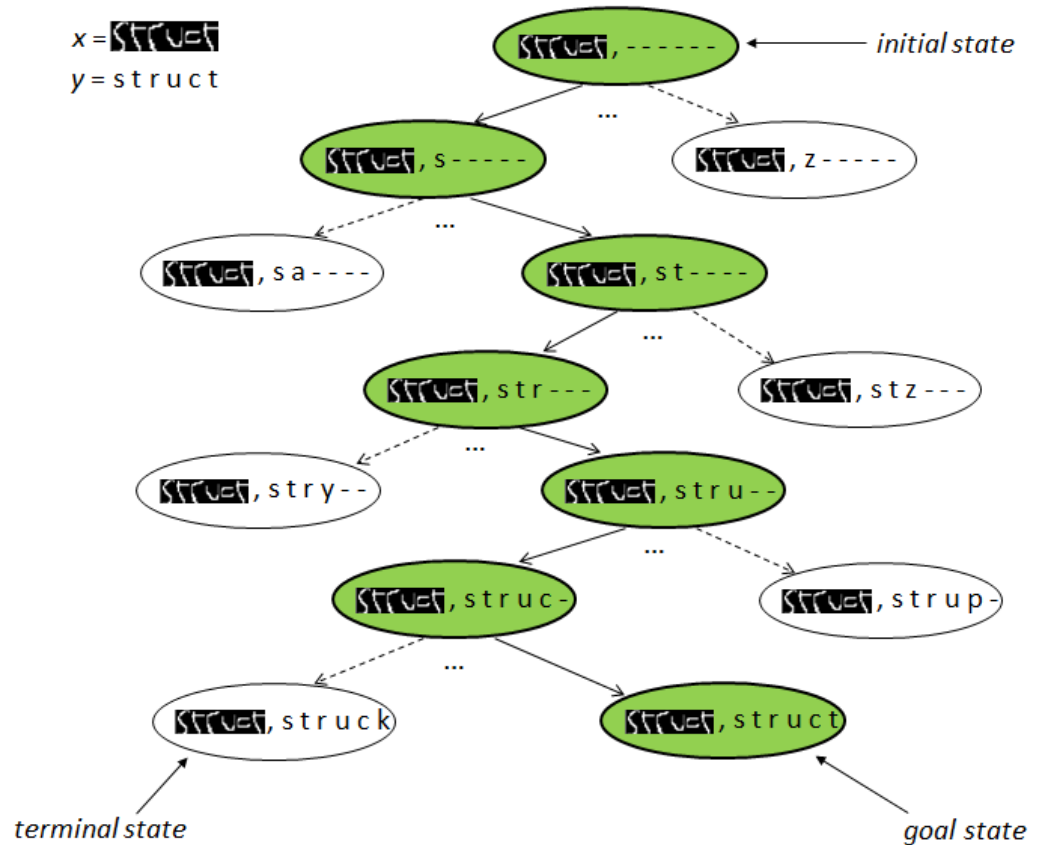 x = Struct
y = s t r u c t
Struct , - - - - - -
initial state
...
Struct , s - - - - -
Struct , z - - - - -
...
Struct , s a - - - -
Struct , s t - - - -
...
Struct , s t r - - -
Struct , s t z - - -
...
Struct , s t r y - -
Struct , s t r u - -
...
Struct , s t r u c -
Struct , s t r u p -
...
Struct , s t r u c k
Struct , s t r u c t
terminal state
goal state